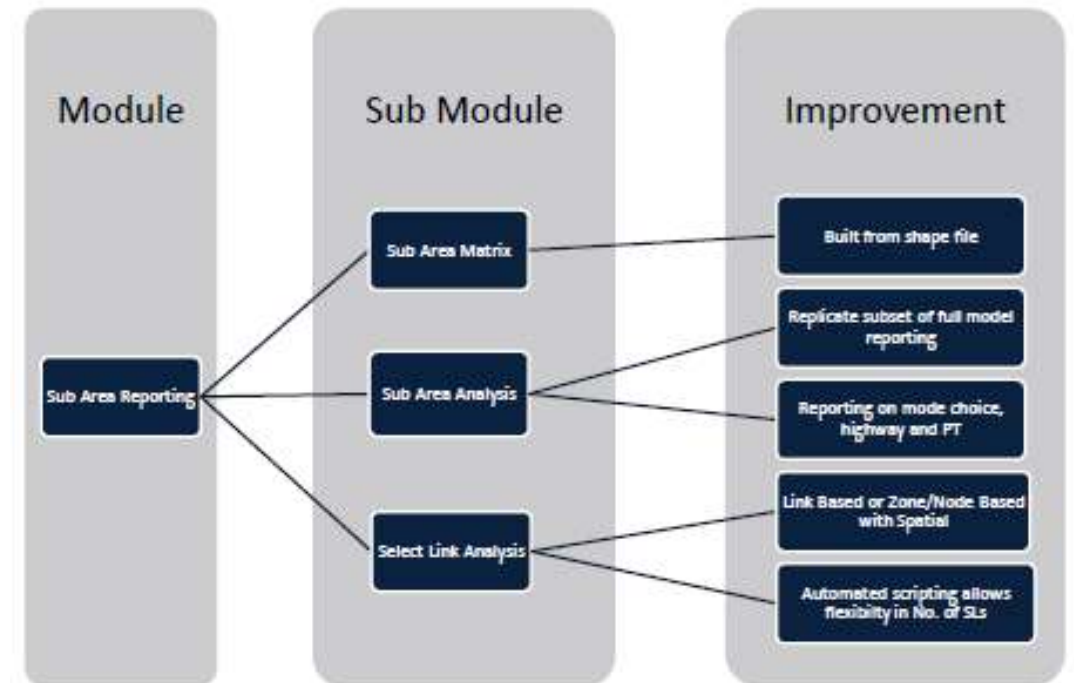 Module
Sub Module
Improvement
Sub Area Reporting
Sub Area Matrix
Sub Area Analysis
Select Link Analysis
Built from shape file
Replicate subset of full model
reporting
Reporting on mode choice,
highway and PT
Link Based or Zone/Node Based
with Spatial
Automated scripting allows
flexibilty in No. of SLs